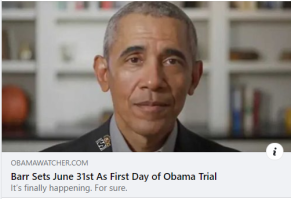 i
OBAMAWATCHER.COM
Barr Sets June 31st As First Day of Obama Trial
It's finally happening. For sure.